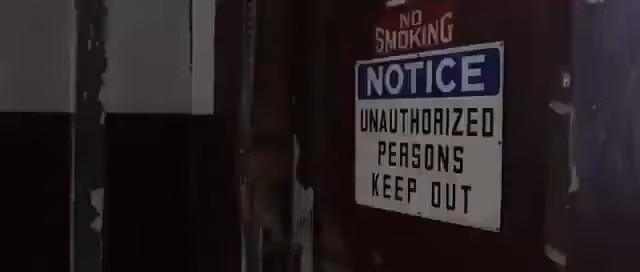 NO
SMOKING
NOTICE
UNAUTHORIZED
PERSONS
KEEP OUT